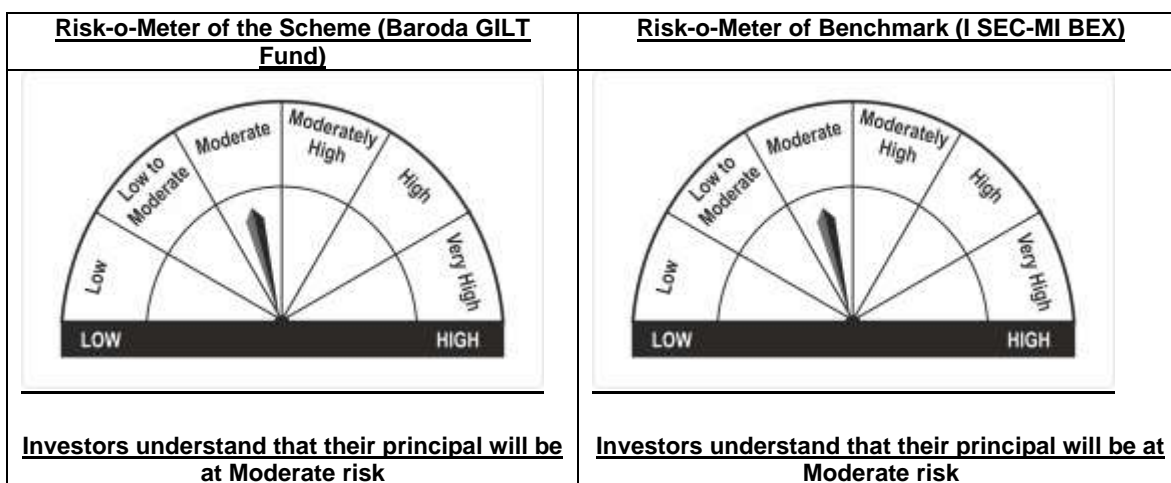 Risk-o-Meter of the Scheme (Baroda GILT
Fund)
Risk-o-Meter of Benchmark (I SEC-MI BEX)
Low
Low to
Moderate
Moderate
Moderately
High
High
Very High
LOW
HIGH
Low
Low to
Moderate
Moderate
Moderately
High
High
Very High
LOW
HIGH
Investors understand that their principal will be
at Moderate risk
Investors understand that their principal will be at
Moderate risk